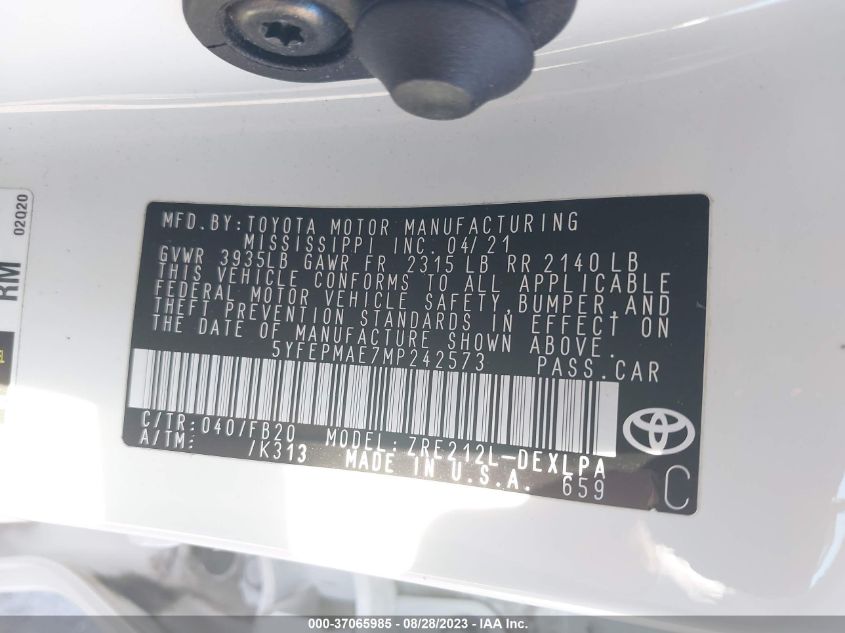 02020
RM
MFD.BY:TOYOTA MOTOR MANUFACTURING
MISSISSIPPI INC. 04/21
GVWR 3935LB GAWR FR 2315 LB RR 2140 LB
THIS VEHICLE CONFORMS TO ALL APPLICABLE
FEDERAL MOTOR VEHICLE SAFETY,BUMPER,AND
THEFT PREVENTION STANDARDS IN EFFECT ON
THE DATE OF MANUFACTURE SHOWN ABOVE.
5YFEPMAE7MP242573 PASS.CAR
C/TR:040/FB20 MODEL:ZRE212L-DEXLPA
A/TM: /K313 MADE IN U.S.A. 659
C
000-37065985 - 08/28/2023 - IAA Inc.